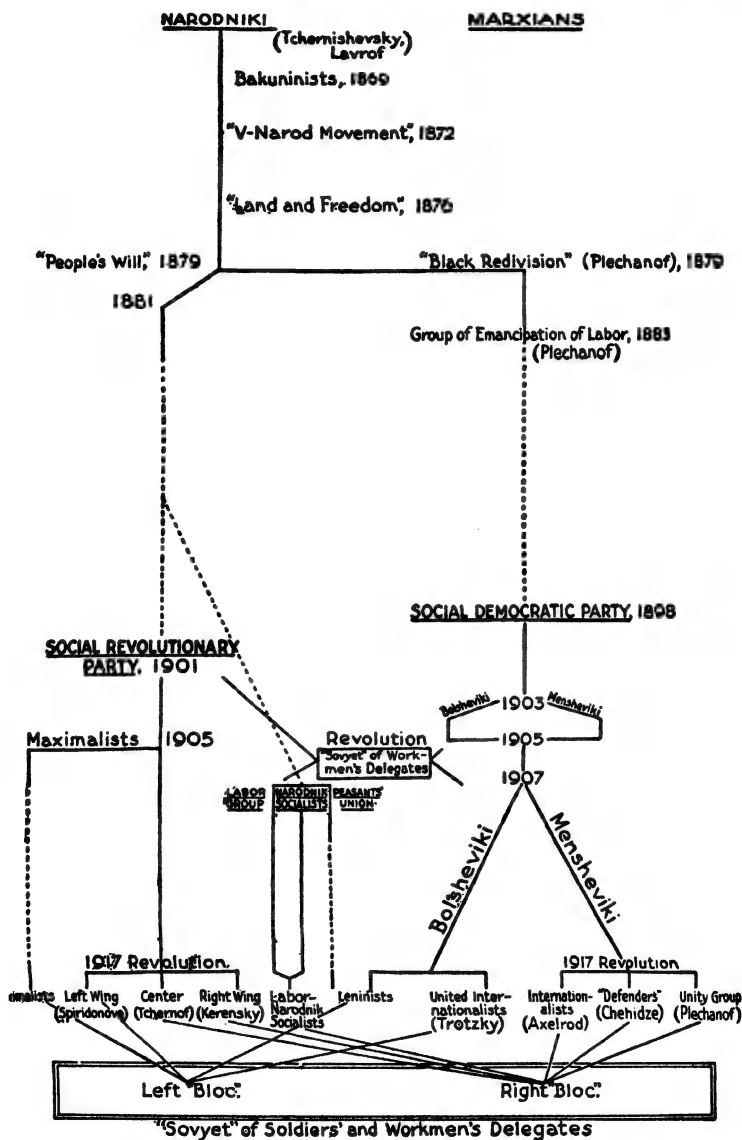 NARODNIKI
MARXIANS
(Tchernishevsky,
Lavrof
Bakuninists, 1869
"V-Narod Movement", 1872
"Land and Freedom", 1876
"People's Will," 1879
"Black Redivision" (Plechanof), 1879
1881
Group of Emancipation of Labor, 1883
(Plechanof)
SOCIAL DEMOCRATIC PARTY, 1898
SOCIAL REVOLUTIONARY
PARTY. 1901
Bolsheviki 1903 Mensheviki
Maximalists 1905
Revolution
1905
"Sovyet" of Work-
men's Delegates
1907
LABOR
GROUP
NARODNIK
SOCIALISTS
PEASANTS'
UNION
Bolsheviki
Mensheviki
1917 Revolution.
1917 Revolution
imalists
Left Wing
(Spiridonova)
Center
(Tchernof)
Right Wing
(Kerensky)
Labor-
Narodnik
Socialists
Leninists
United Inter-
nationalists
(Trotzky)
Internation-
alists
(Axelrod)
"Defenders"
(Chehidze)
Unity Group
(Plechanof)
Left "Bloc."
Right "Bloc."
"Sovyet" of Soldiers' and Workmen's Delegates